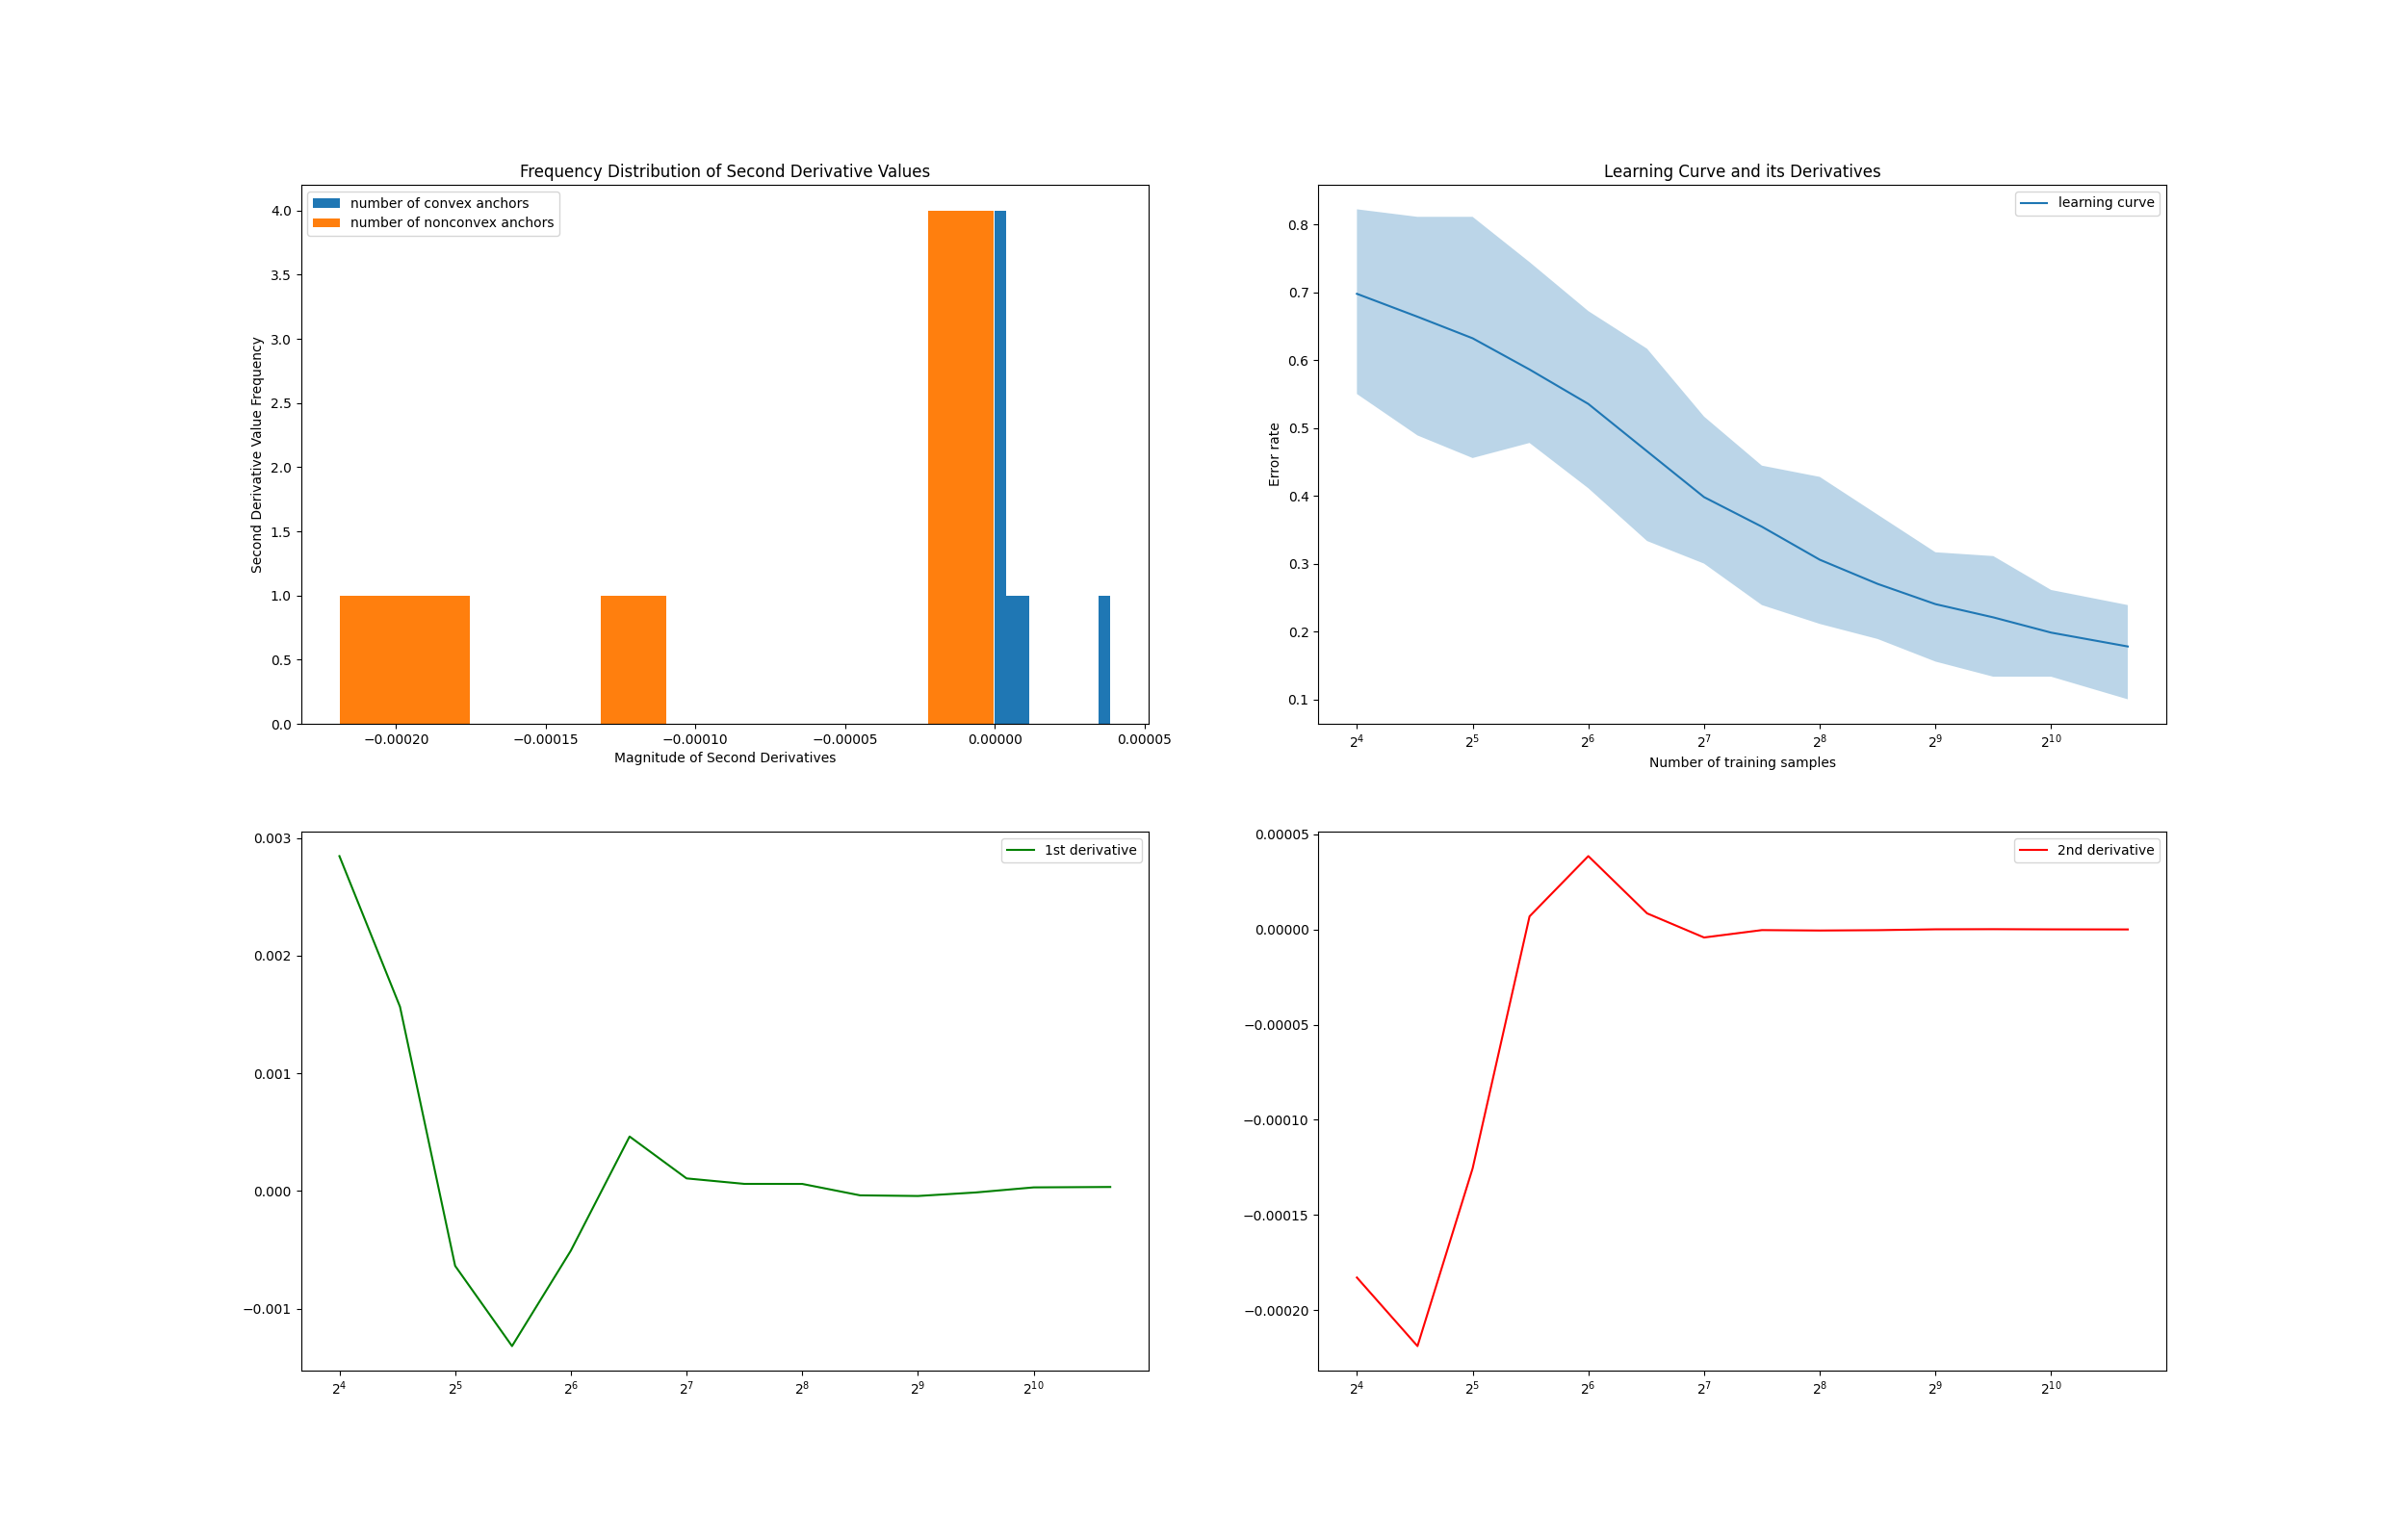 Frequency Distribution of Second Derivative Values
number of convex anchors
number of nonconvex anchors
Second Derivative Value Frequency
4.0
3.5
3.0
2.5
2.0
1.5
1.0
0.5
0.0
−0.00020 −0.00015 −0.00010 −0.00005 0.00000 0.00005
Magnitude of Second Derivatives
Learning Curve and its Derivatives
learning curve
Error rate
0.8
0.7
0.6
0.5
0.4
0.3
0.2
0.1
2⁴ 2⁵ 2⁶ 2⁷ 2⁸ 2⁹ 2¹⁰
Number of training samples
1st derivative
0.003
0.002
0.001
0.000
−0.001
2⁴ 2⁵ 2⁶ 2⁷ 2⁸ 2⁹ 2¹⁰
2nd derivative
0.00005
0.00000
−0.00005
−0.00010
−0.00015
−0.00020
2⁴ 2⁵ 2⁶ 2⁷ 2⁸ 2⁹ 2¹⁰